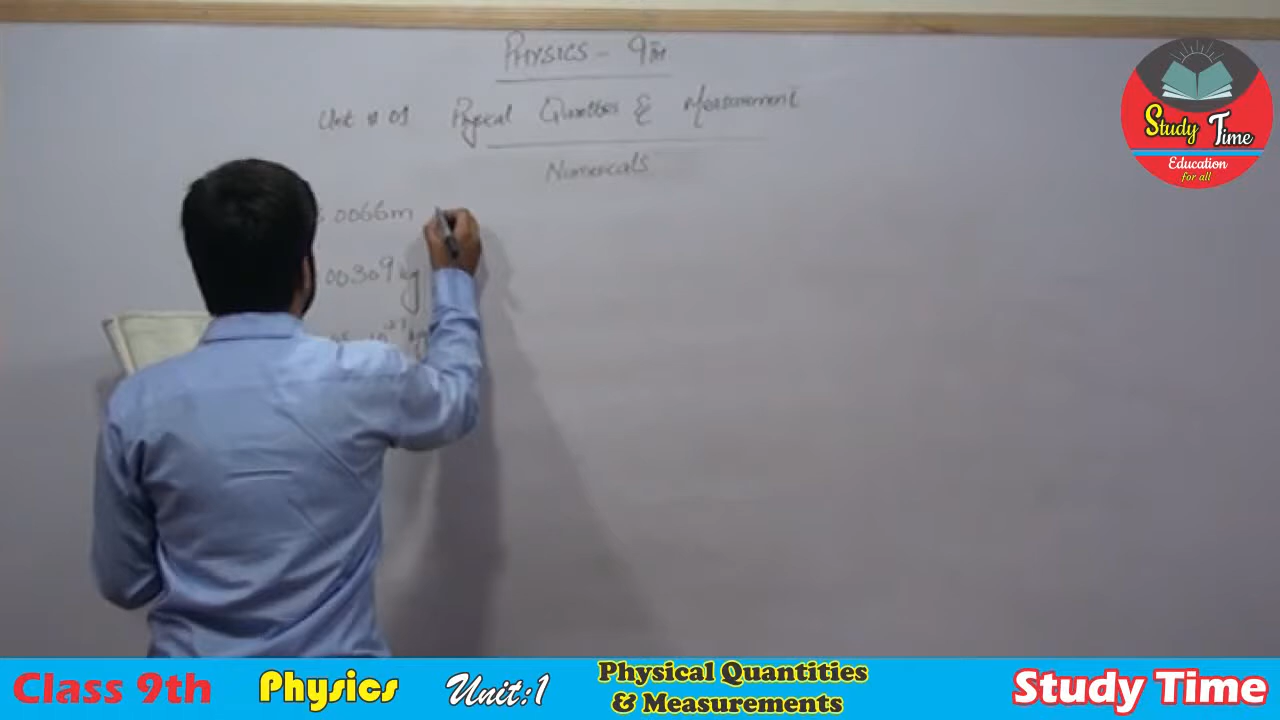 PHYSICS - 9th
Unit # 01 Physical Quantities & Measurement
Numericals
.0066m
00309 kg
kg
Study Time
Education
for all
Class 9th Physics Unit:1 Physical Quantities & Measurements Study Time